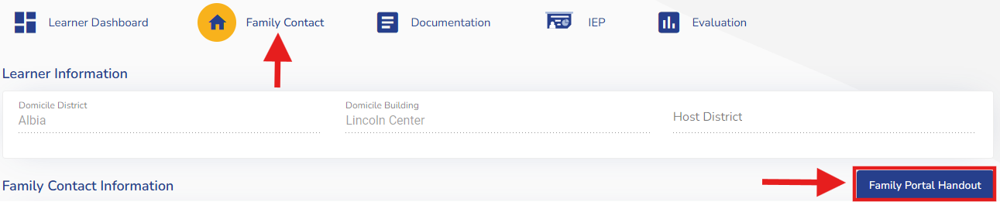 Learner Dashboard Family Contact Documentation IEP Evaluation
Learner Information
Domicile District Domicile Building
Albia Lincoln Center Host District
Family Contact Information Family Portal Handout